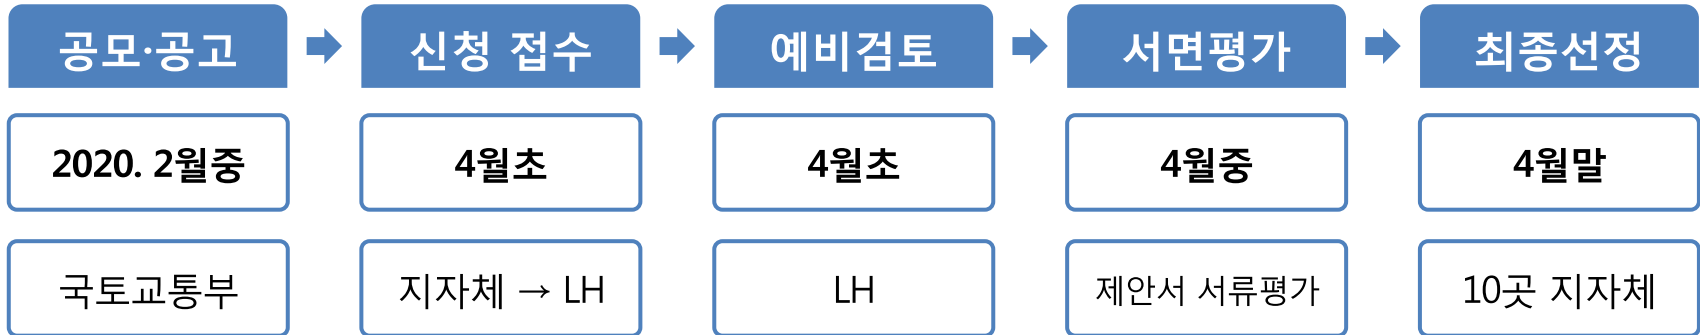 공모·공고
신청 접수
예비검토
서면평가
최종선정
2020. 2월중
4월초
4월초
4월중
4월말
국토교통부
지자체 → LH
LH
제안서 서류평가
10곳 지자체